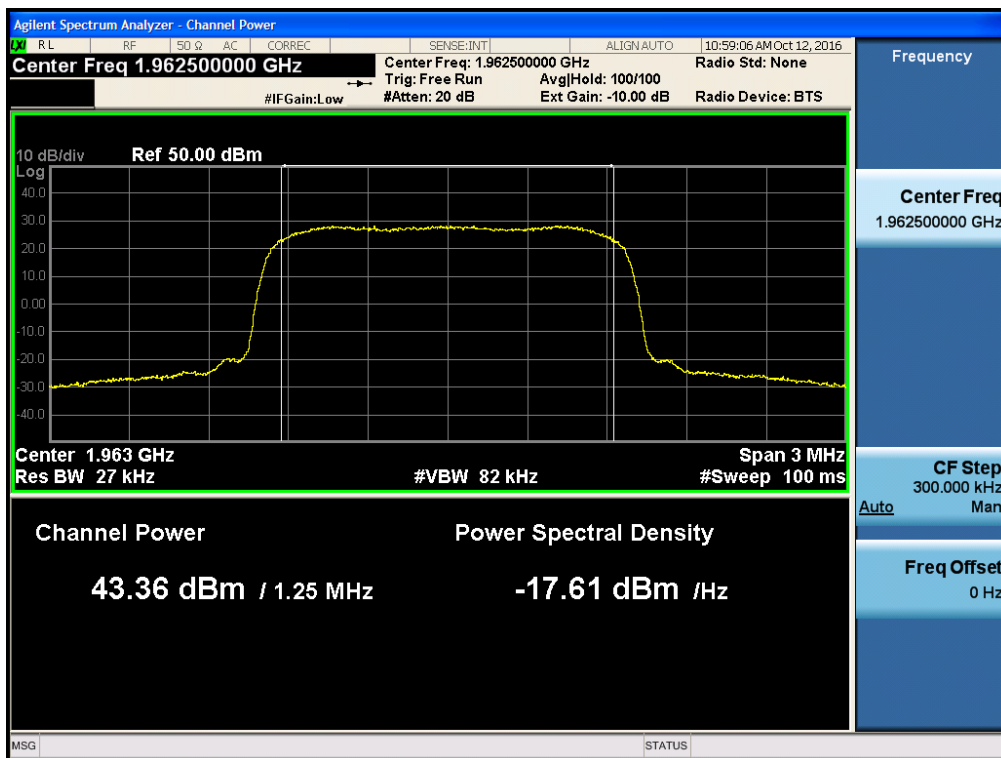 Agilent Spectrum Analyzer - Channel Power
LXI RL RF 50 Ω AC CORREC SENSE:INT ALIGN AUTO 10:59:06 AM Oct 12, 2016
Center Freq 1.962500000 GHz
Center Freq: 1.962500000 GHz Radio Std: None
Trig: Free Run Avg|Hold: 100/100
#IFGain:Low #Atten: 20 dB Ext Gain: -10.00 dB Radio Device: BTS
10 dB/div Ref 50.00 dBm
Log
40.0
30.0
20.0
10.0
0.00
-10.0
-20.0
-30.0
-40.0
Center 1.963 GHz Span 3 MHz
Res BW 27 kHz #VBW 82 kHz #Sweep 100 ms
Channel Power Power Spectral Density
43.36 dBm / 1.25 MHz -17.61 dBm /Hz
Frequency
Center Freq
1.962500000 GHz
CF Step
300.000 kHz
Auto Man
Freq Offset
0 Hz
MSG STATUS